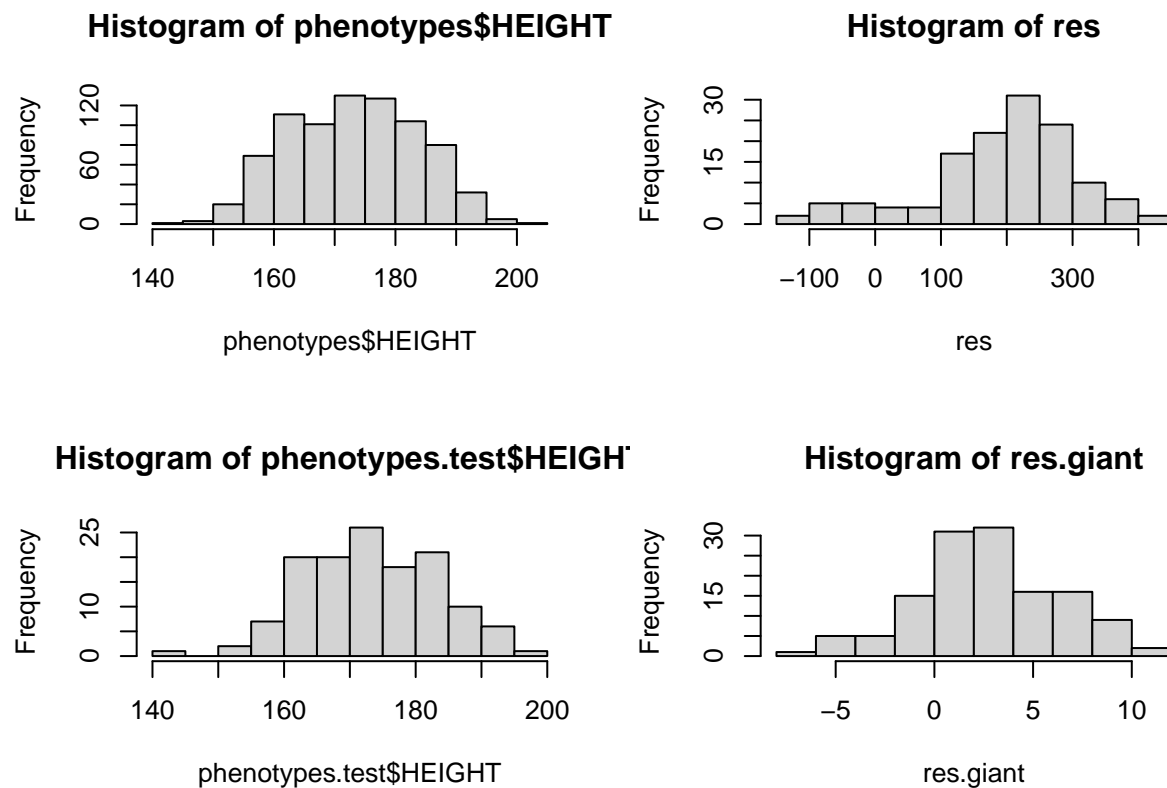 Histogram of phenotypes$HEIGHT
Frequency
0
60
120
140
160
180
200
phenotypes$HEIGHT
Histogram of res
Frequency
0
15
30
−100
0
100
300
res
Histogram of phenotypes.test$HEIGHT
Frequency
0
10
25
140
160
180
200
phenotypes.test$HEIGHT
Histogram of res.giant
Frequency
0
15
30
−5
0
5
10
res.giant